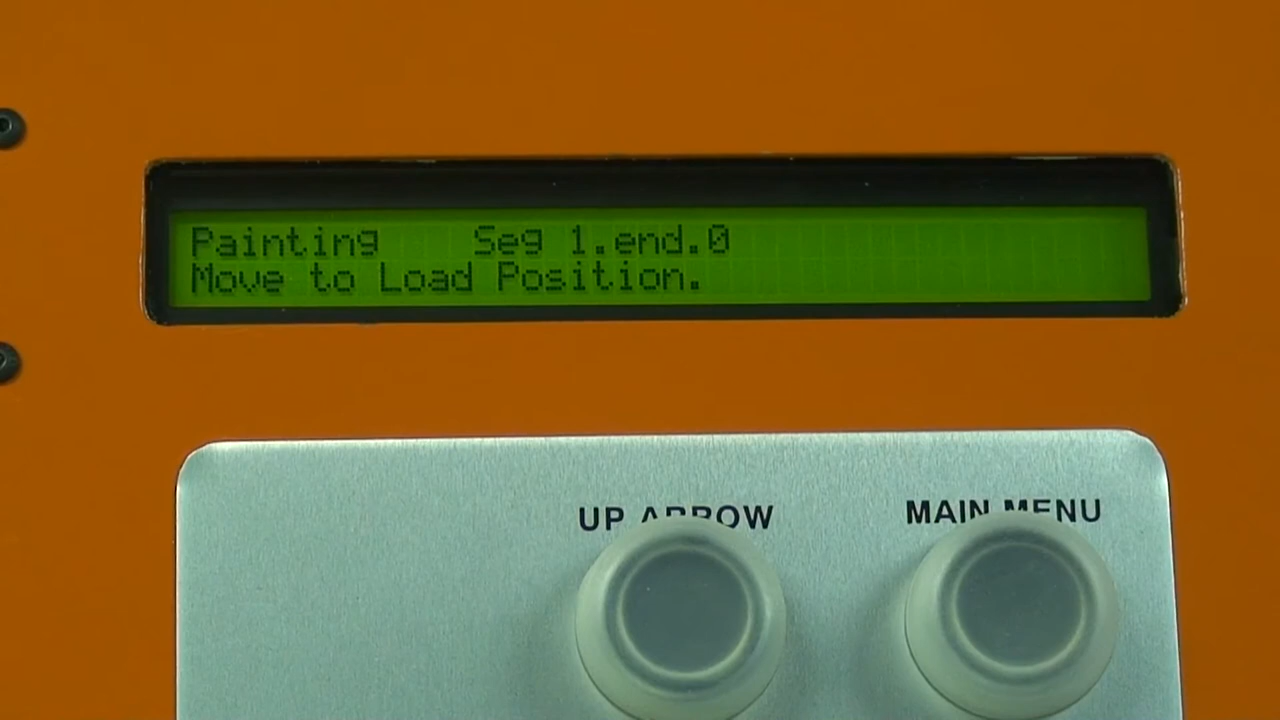 Painting Seg 1.end.0
Move to Load Position.
UP ARROW
MAIN MENU